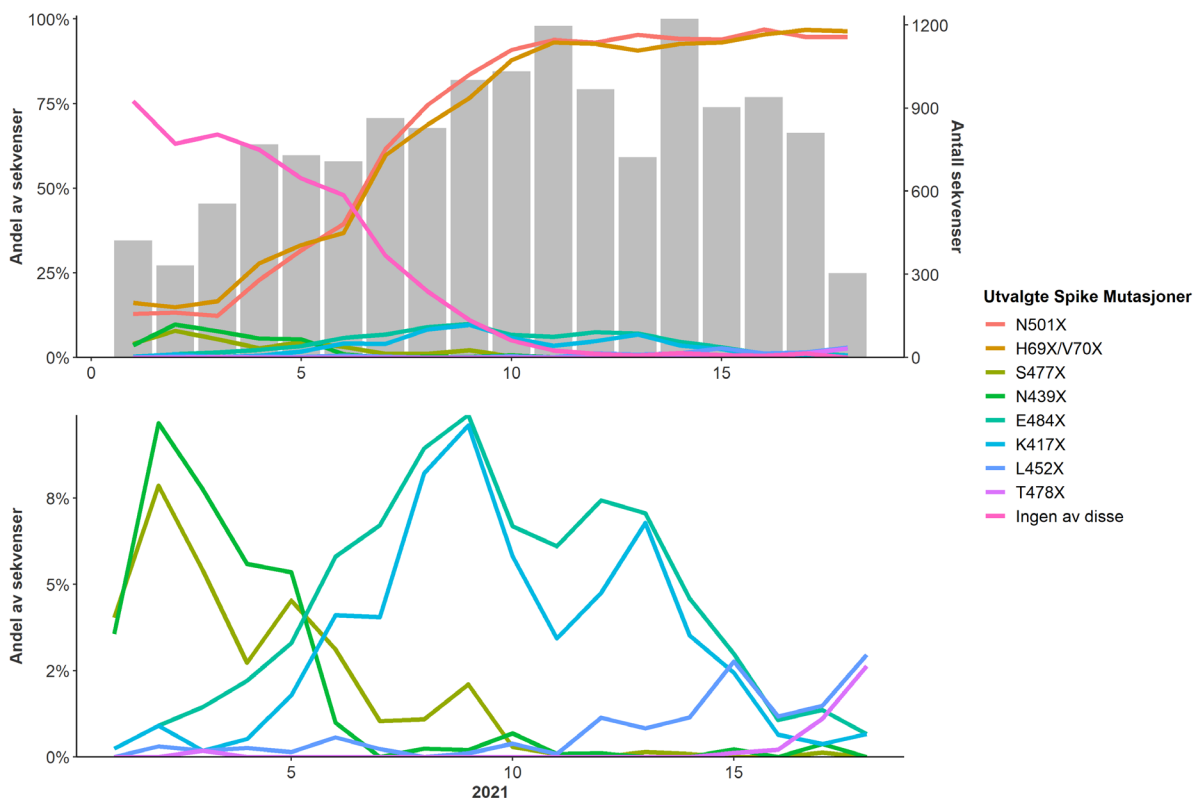 100%
75%
50%
25%
0%
Andel av sekvenser
0
5
10
15
1200
900
600
300
0
Antall sekvenser
8%
5%
2%
0%
Andel av sekvenser
5
10
15
2021
Utvalgte Spike Mutasjoner
N501X
H69X/V70X
S477X
N439X
E484X
K417X
L452X
T478X
Ingen av disse